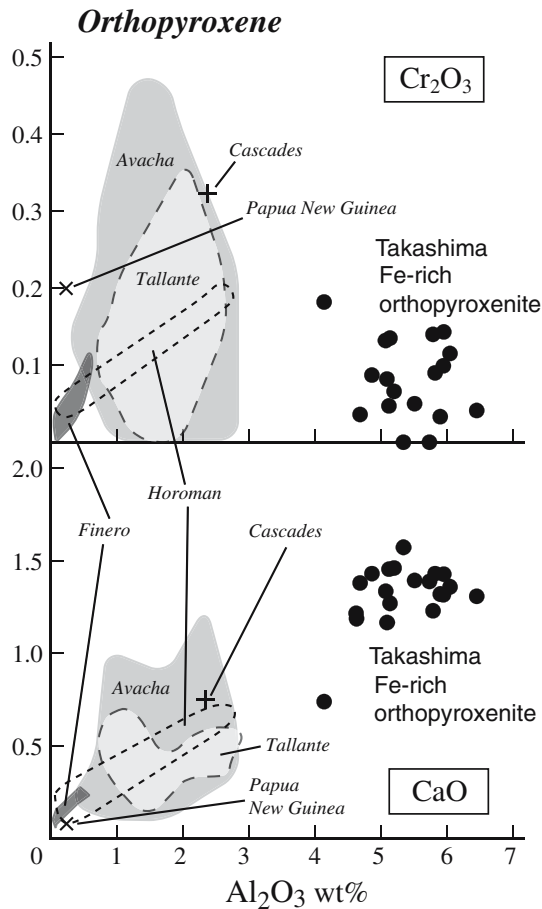 Orthopyroxene
0.5
Cr₂O₃
0.4
Avacha
Cascades
0.3
Papua New Guinea
Takashima
Fe-rich
orthopyroxenite
Tallante
0.2
0.1
2.0
Horoman
Finero
Cascades
1.5
1.0
Takashima
Fe-rich
orthopyroxenite
Avacha
0.5
Tallante
Papua
New Guinea
CaO
0 1 2 3 4 5 6 7
Al₂O₃ wt%